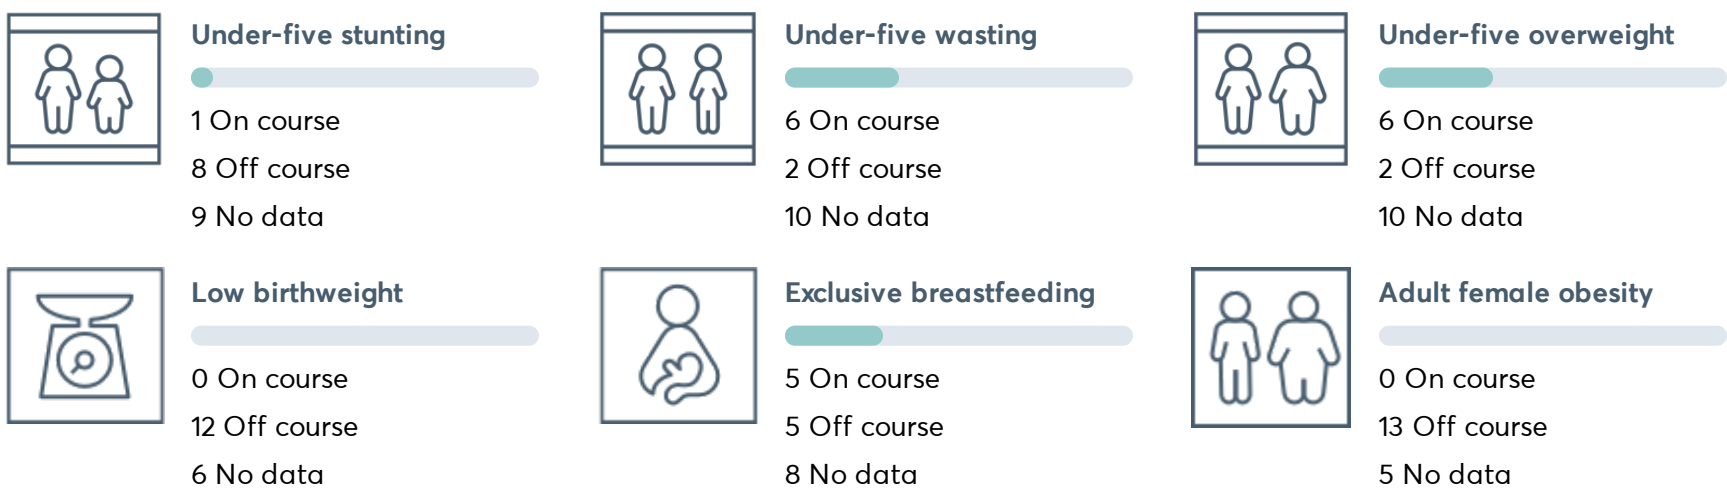 Under-five stunting
1 On course
8 Off course
9 No data
Under-five wasting
6 On course
2 Off course
10 No data
Under-five overweight
6 On course
2 Off course
10 No data
Low birthweight
0 On course
12 Off course
6 No data
Exclusive breastfeeding
5 On course
5 Off course
8 No data
Adult female obesity
0 On course
13 Off course
5 No data